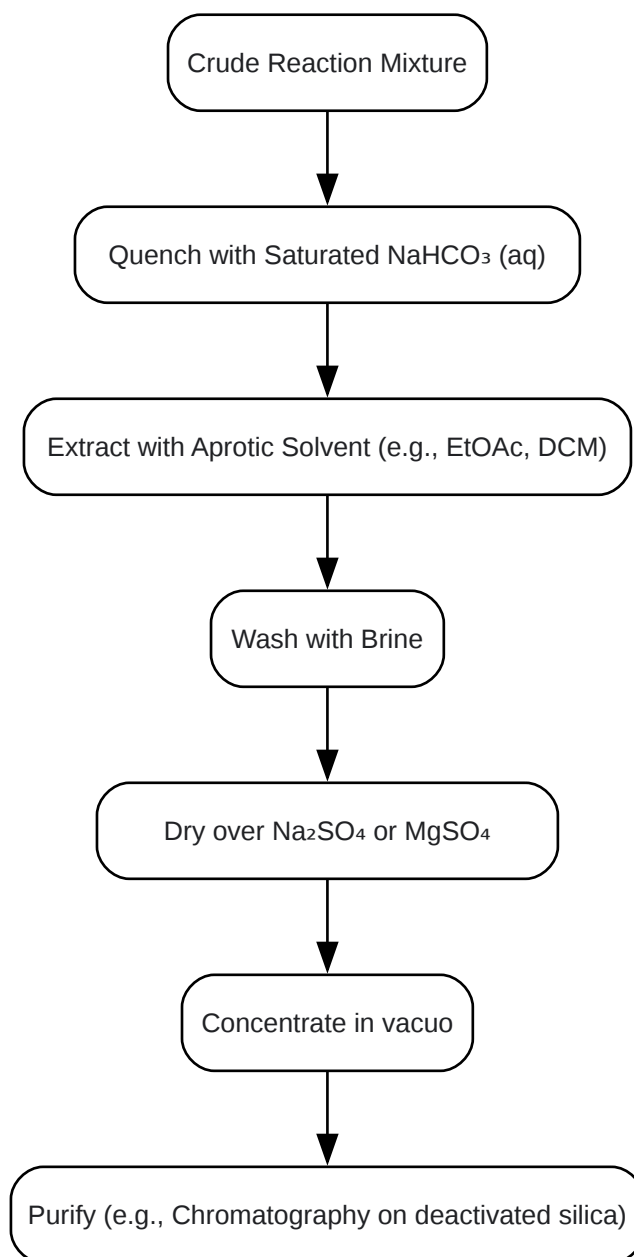 Crude Reaction Mixture
Quench with Saturated NaHCO₃ (aq)
Extract with Aprotic Solvent (e.g., EtOAc, DCM)
Wash with Brine
Dry over Na₂SO₄ or MgSO₄
Concentrate in vacuo
Purify (e.g., Chromatography on deactivated silica)